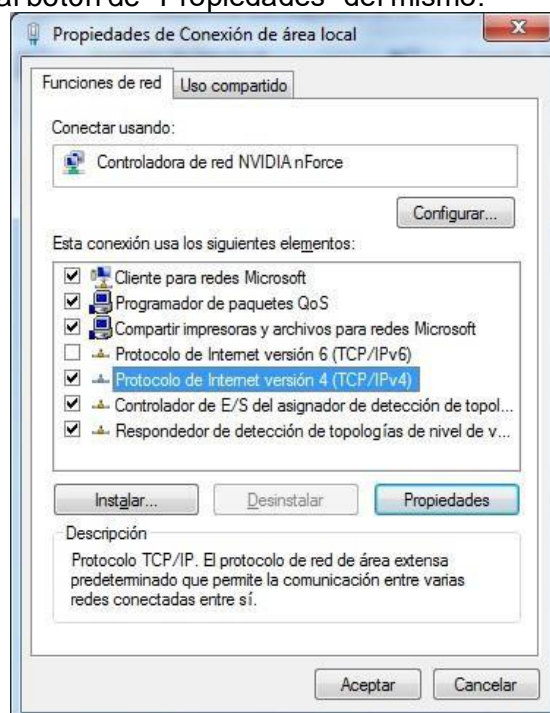 al botón de "Propiedades" del mismo.
Propiedades de Conexión de área local
Funciones de red
Uso compartido
Conectar usando:
Controladora de red NVIDIA nForce
Configurar...
Esta conexión usa los siguientes elementos:
Cliente para redes Microsoft
Programador de paquetes QoS
Compartir impresoras y archivos para redes Microsoft
Protocolo de Internet versión 6 (TCP/IPv6)
Protocolo de Internet versión 4 (TCP/IPv4)
Controlador de E/S del asignador de detección de topol...
Respondedor de detección de topologías de nivel de v...
Instalar...
Desinstalar
Propiedades
Descripción
Protocolo TCP/IP. El protocolo de red de área extensa
predeterminado que permite la comunicación entre varias
redes conectadas entre sí.
Aceptar
Cancelar